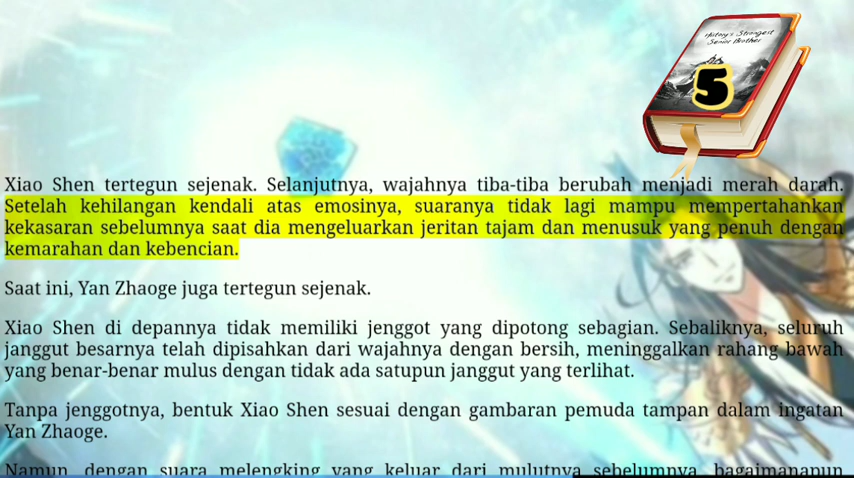 History's Strongest
Senior Brother
5
Xiao Shen tertegun sejenak. Selanjutnya, wajahnya tiba-tiba berubah menjadi merah darah.
Setelah kehilangan kendali atas emosinya, suaranya tidak lagi mampu mempertahankan
kekasaran sebelumnya saat dia mengeluarkan jeritan tajam dan menusuk yang penuh dengan
kemarahan dan kebencian.
Saat ini, Yan Zhaoge juga tertegun sejenak.
Xiao Shen di depannya tidak memiliki jenggot yang dipotong sebagian. Sebaliknya, seluruh
janggut besarnya telah dipisahkan dari wajahnya dengan bersih, meninggalkan rahang bawah
yang benar-benar mulus dengan tidak ada satupun janggut yang terlihat.
Tanpa jenggotnya, bentuk Xiao Shen sesuai dengan gambaran pemuda tampan dalam ingatan
Yan Zhaoge.
Namun, dengan suara melengking yang keluar dari mulutnya sebelumnya, bagaimanapun